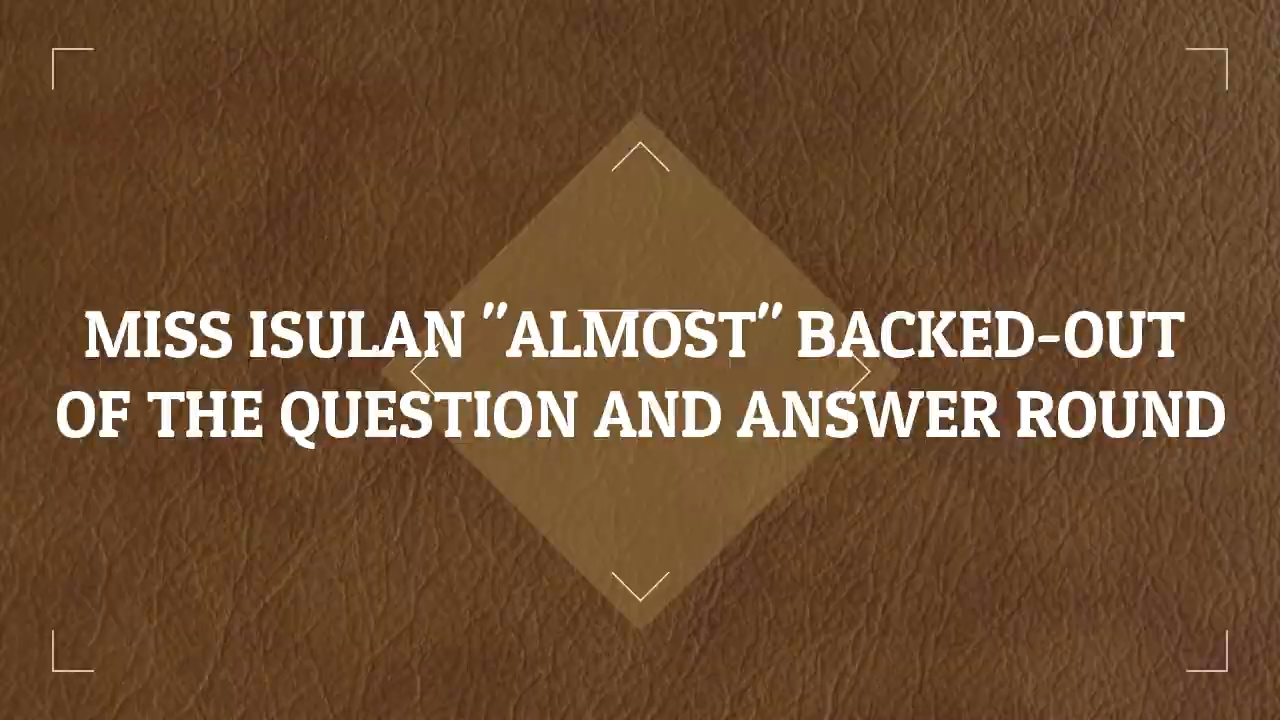 MISS ISULAN "ALMOST" BACKED-OUT
OF THE QUESTION AND ANSWER ROUND